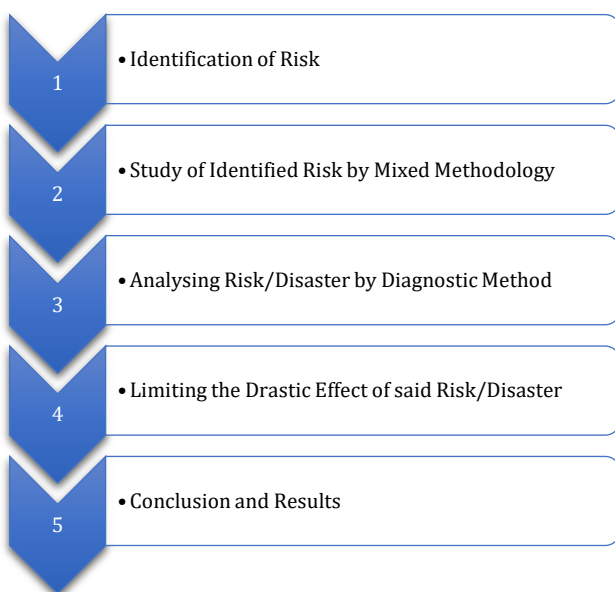 1
• Identification of Risk
2
• Study of Identified Risk by Mixed Methodology
3
• Analysing Risk/Disaster by Diagnostic Method
4
• Limiting the Drastic Effect of said Risk/Disaster
5
• Conclusion and Results